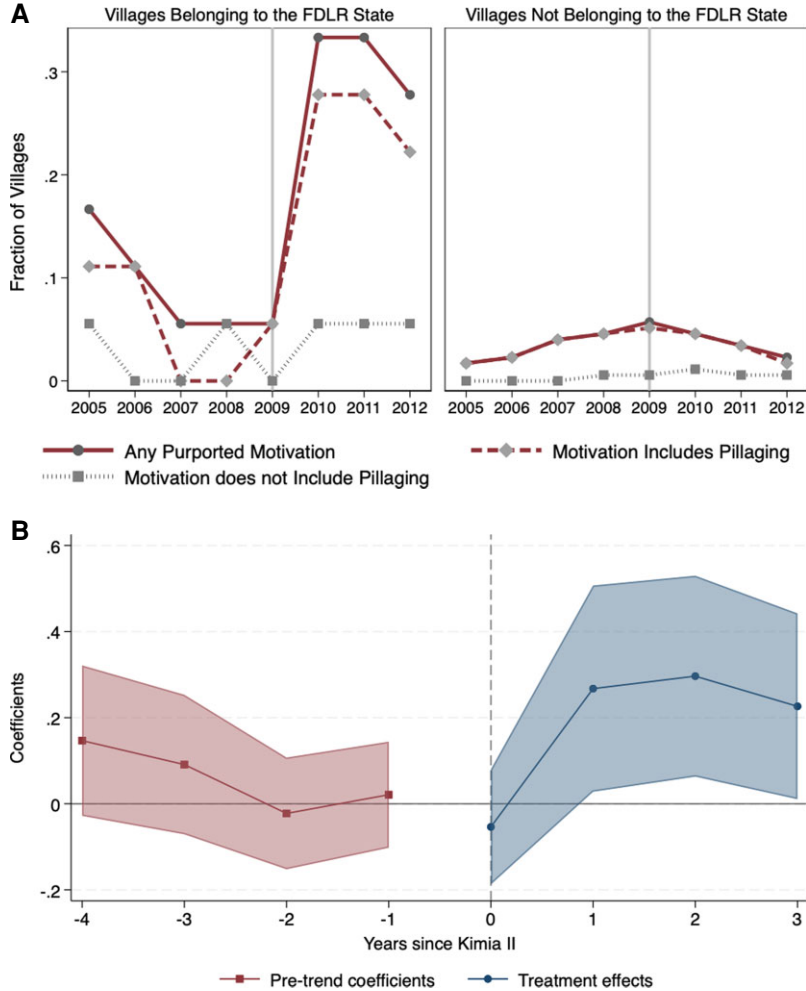 A
Villages Belonging to the FDLR State
Villages Not Belonging to the FDLR State
Fraction of Villages
.3
.2
.1
0
2005 2006 2007 2008 2009 2010 2011 2012
2005 2006 2007 2008 2009 2010 2011 2012
Any Purported Motivation
Motivation Includes Pillaging
Motivation does not Include Pillaging
B
Coefficients
.6
.4
.2
0
-.2
-4 -3 -2 -1 0 1 2 3
Years since Kimia II
Pre-trend coefficients
Treatment effects